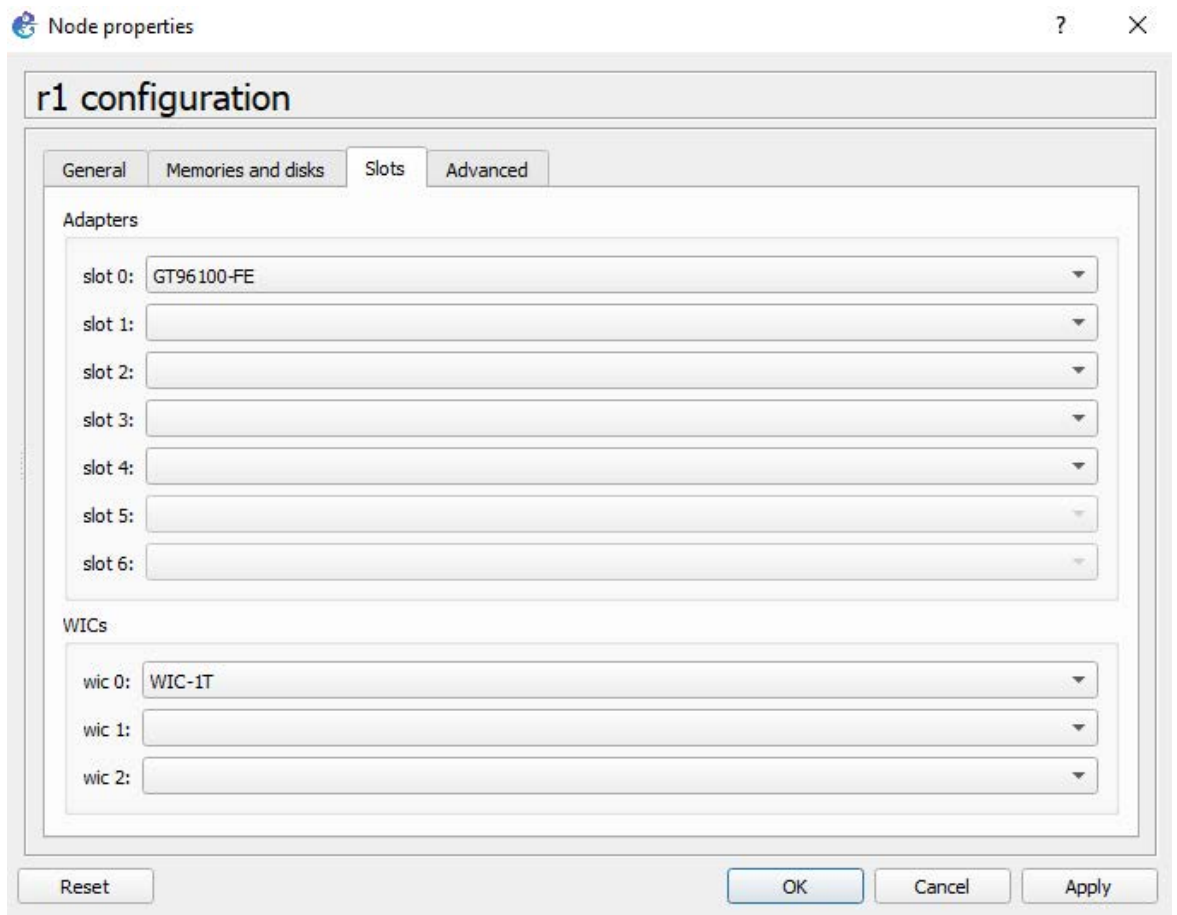 Node properties ? ×
r1 configuration
General Memories and disks Slots Advanced
Adapters
slot 0: GT96100-FE
slot 1:
slot 2:
slot 3:
slot 4:
slot 5:
slot 6:
WICs
wic 0: WIC-1T
wic 1:
wic 2:
Reset OK Cancel Apply